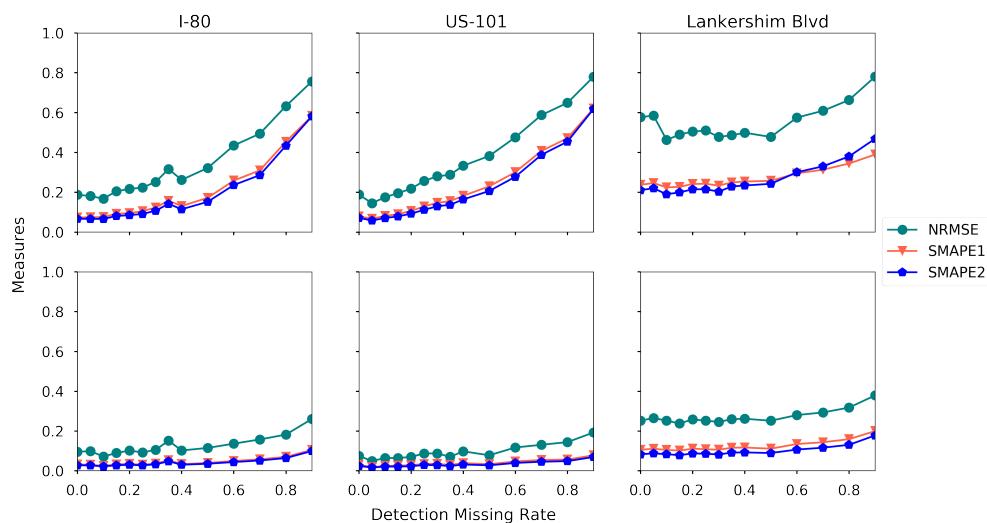 I-80
US-101
Lankershim Blvd
1.0
0.8
0.6
0.4
0.2
0.0
0.0 0.2 0.4 0.6 0.8
1.0
0.8
0.6
0.4
0.2
0.0
0.0 0.2 0.4 0.6 0.8
0.0 0.2 0.4 0.6 0.8
Measures
Detection Missing Rate
NRMSE
SMAPE1
SMAPE2